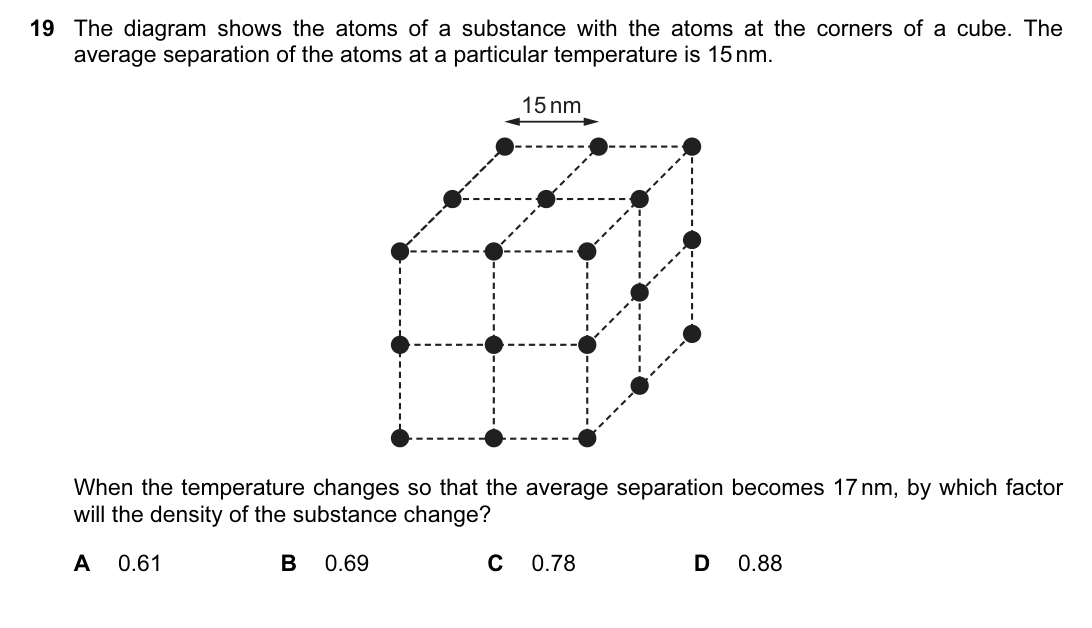 19 The diagram shows the atoms of a substance with the atoms at the corners of a cube. The
average separation of the atoms at a particular temperature is 15 nm.
15 nm
When the temperature changes so that the average separation becomes 17 nm, by which factor
will the density of the substance change?
A 0.61 B 0.69 C 0.78 D 0.88